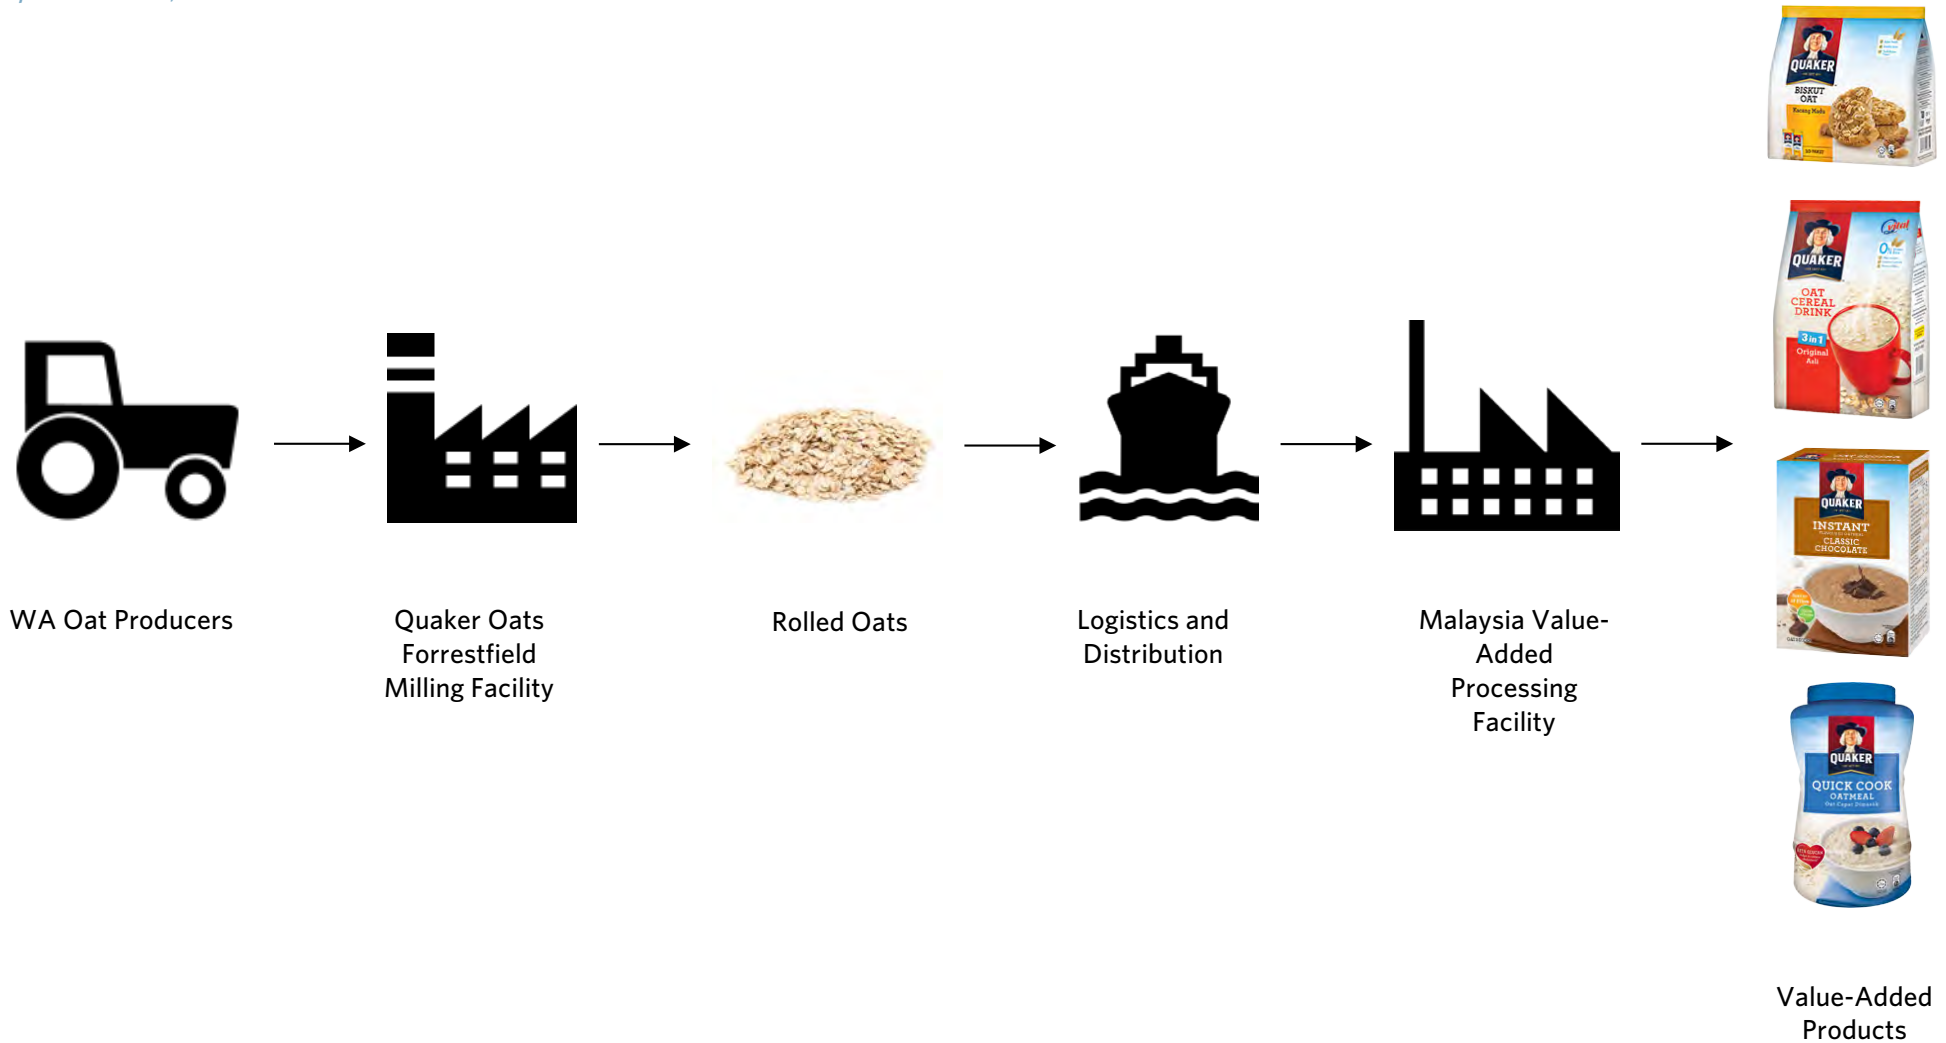 WA Oat Producers
Quaker Oats
Forrestfield
Milling Facility
Rolled Oats
Logistics and
Distribution
Malaysia Value-
Added
Processing
Facility
QUAKER
BISKUT
OAT
Kacang Madu
QUAKER
OAT
CEREAL
DRINK
3 in 1
Original
Asli
QUAKER
INSTANT
CLASSIC
CHOCOLATE
QUAKER
QUICK COOK
OATMEAL
Value-Added
Products